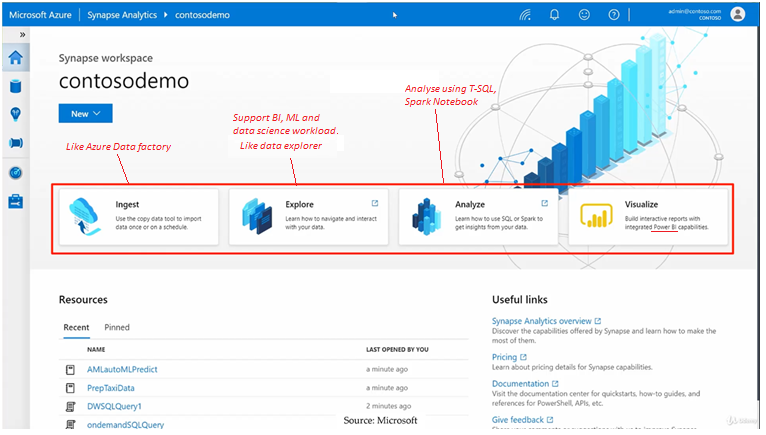 Microsoft Azure | Synapse Analytics ▸ contosodemo
admin@contoso.com
CONTOSO
»
Synapse workspace
contosodemo
New
Like Azure Data factory
Support BI, ML and
data science workload.
Like data explorer
Analyse using T-SQL,
Spark Notebook
Ingest
Use the copy data tool to import
data once or on a schedule.
Explore
Learn how to navigate and interact
with your data.
Analyze
Learn how to use SQL or Spark to
get insights from your data.
Visualize
Build interactive reports with
integrated Power BI capabilities.
Resources
Recent Pinned
NAME LAST OPENED BY YOU
AMLautoMLPredict a minute ago
PrepTaxiData a minute ago
DWSQLQuery1 2 minutes ago
ondemandSQLQuery
Source: Microsoft
Useful links
Synapse Analytics overview
Discover the capabilities offered by Synapse and learn how to make
the most of them.
Pricing
Learn about pricing details for Synapse capabilities.
Documentation
Visit the documentation center for quickstarts, how-to guides, and
references for PowerShell, APIs, etc.
Give feedback